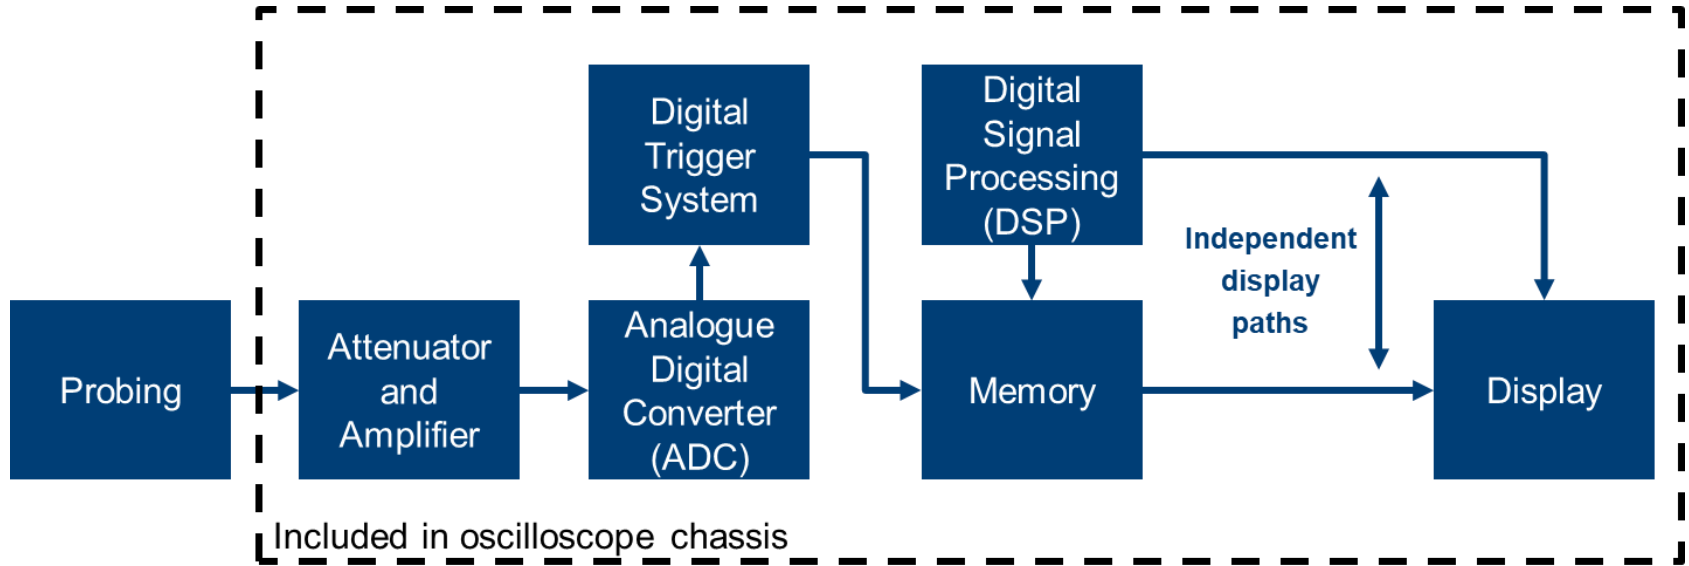 Probing
Attenuator
and
Amplifier
Digital
Trigger
System
Analogue
Digital
Converter
(ADC)
Digital
Signal
Processing
(DSP)
Memory
Independent
display
paths
Display
Included in oscilloscope chassis